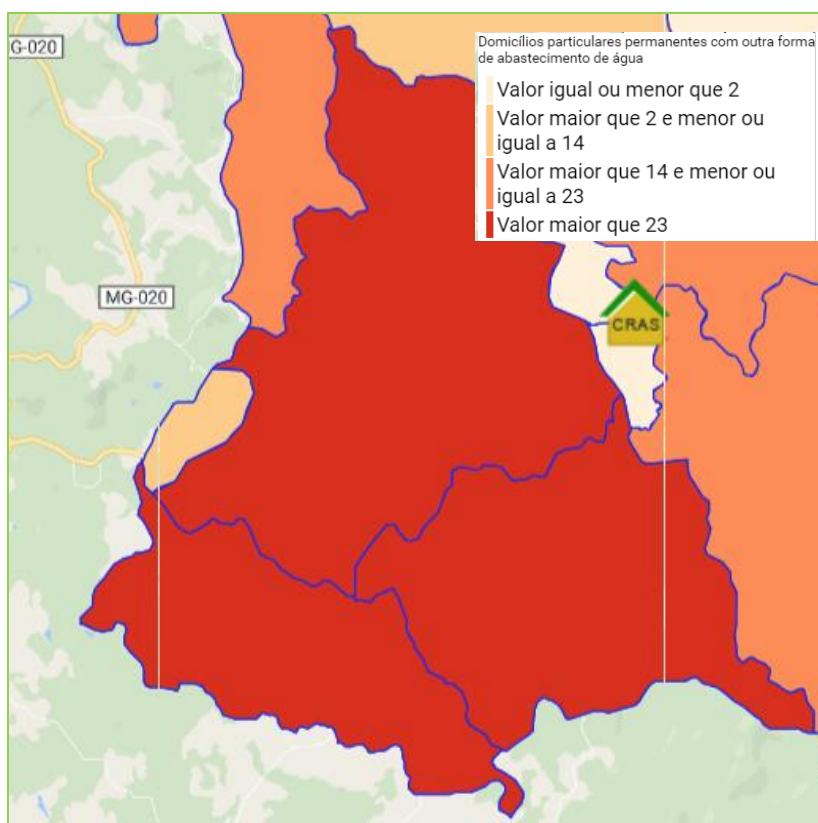 G-020
Domicílios particulares permanentes com outra forma
de abastecimento de água
Valor igual ou menor que 2
Valor maior que 2 e menor ou
igual a 14
Valor maior que 14 e menor ou
igual a 23
Valor maior que 23
MG-020
CRAS